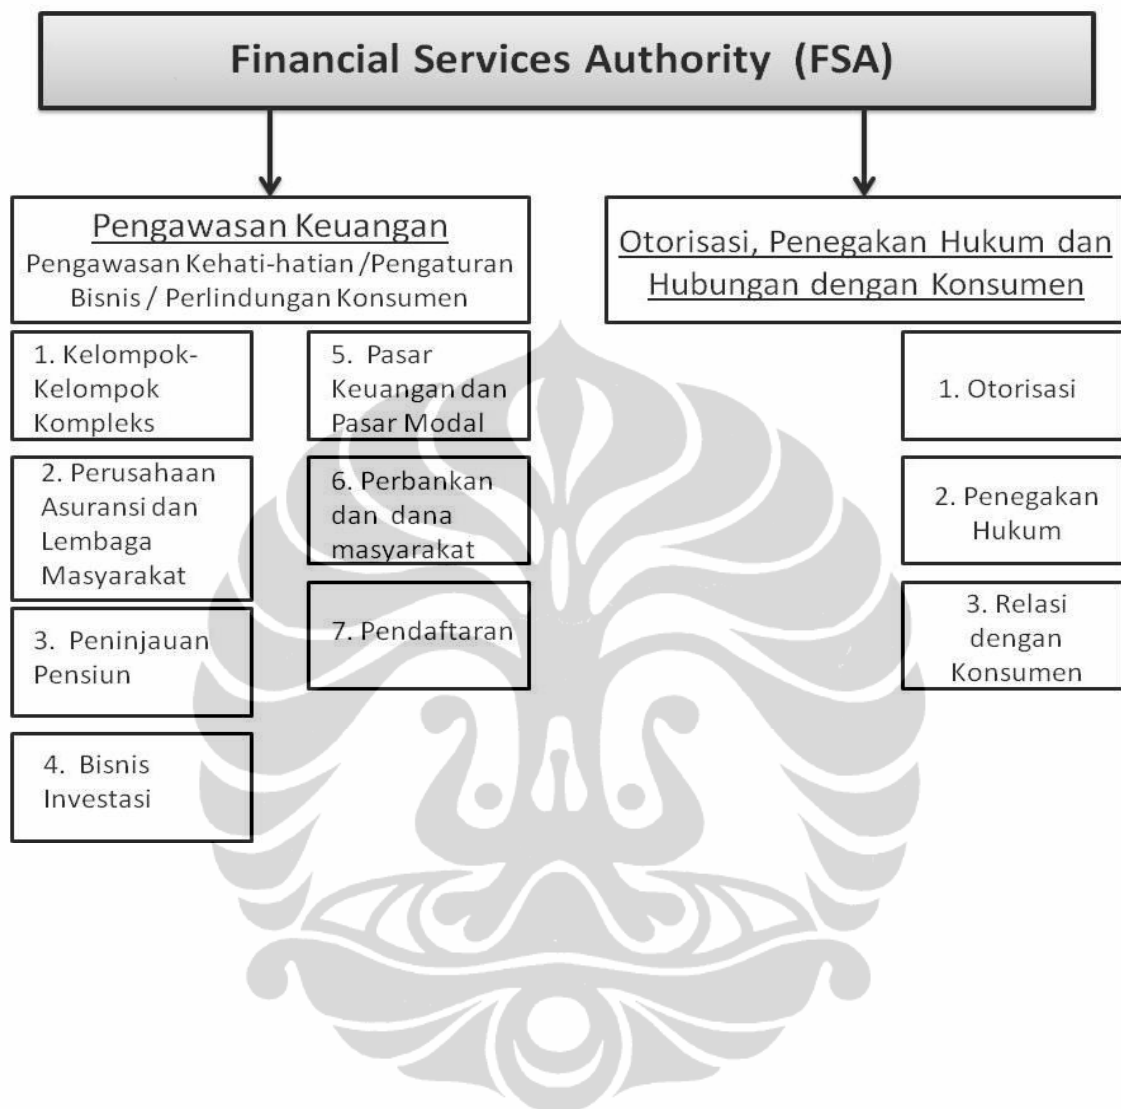 Financial Services Authority (FSA)
Pengawasan Keuangan
Pengawasan Kehati-hatian /Pengaturan
Bisnis / Perlindungan Konsumen
1. Kelompok-
Kelompok
Kompleks
2. Perusahaan
Asuransi dan
Lembaga
Masyarakat
3. Peninjauan
Pensiun
4. Bisnis
Investasi
5. Pasar
Keuangan dan
Pasar Modal
6. Perbankan
dan dana
masyarakat
7. Pendaftaran
Otorisasi, Penegakan Hukum dan
Hubungan dengan Konsumen
1. Otorisasi
2. Penegakan
Hukum
3. Relasi
dengan
Konsumen